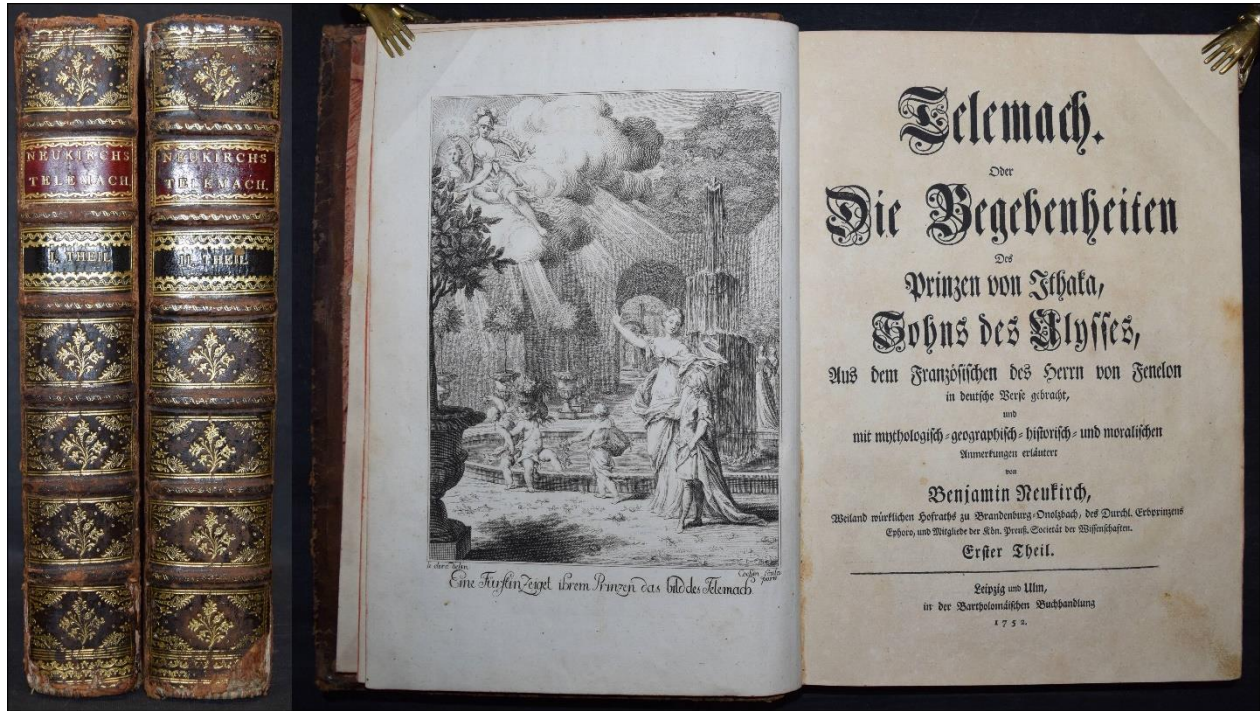 NEUKIRCHS
TELEMACH.
I. THEIL.
NEUKIRCHS
TELEMACH.
II. THEIL
Eine Fürstin zeiget ihrem Prinzen das bild des Telemach.
Telemach.
Oder
Die Begebenheiten
Des
Prinzen von Ithaka,
Sohns des Ulysses,
Aus dem Französischen des Herrn von Fenelon
in deutsche Verse gebracht,
und
mit mythologisch-geographisch-historisch- und moralischen
Anmerkungen erläutert
von
Benjamin Neukirch,
Weiland würklichen Hofraths zu Brandenburg-Onolzbach, des Durchl. Erbprinzens
Ephoro, und Mitgliede der Kön. Preuß. Societät der Wissenschaften.
Erster Theil.
Leipzig und Ulm,
in der Bartholomäischen Buchhandlung
1752.